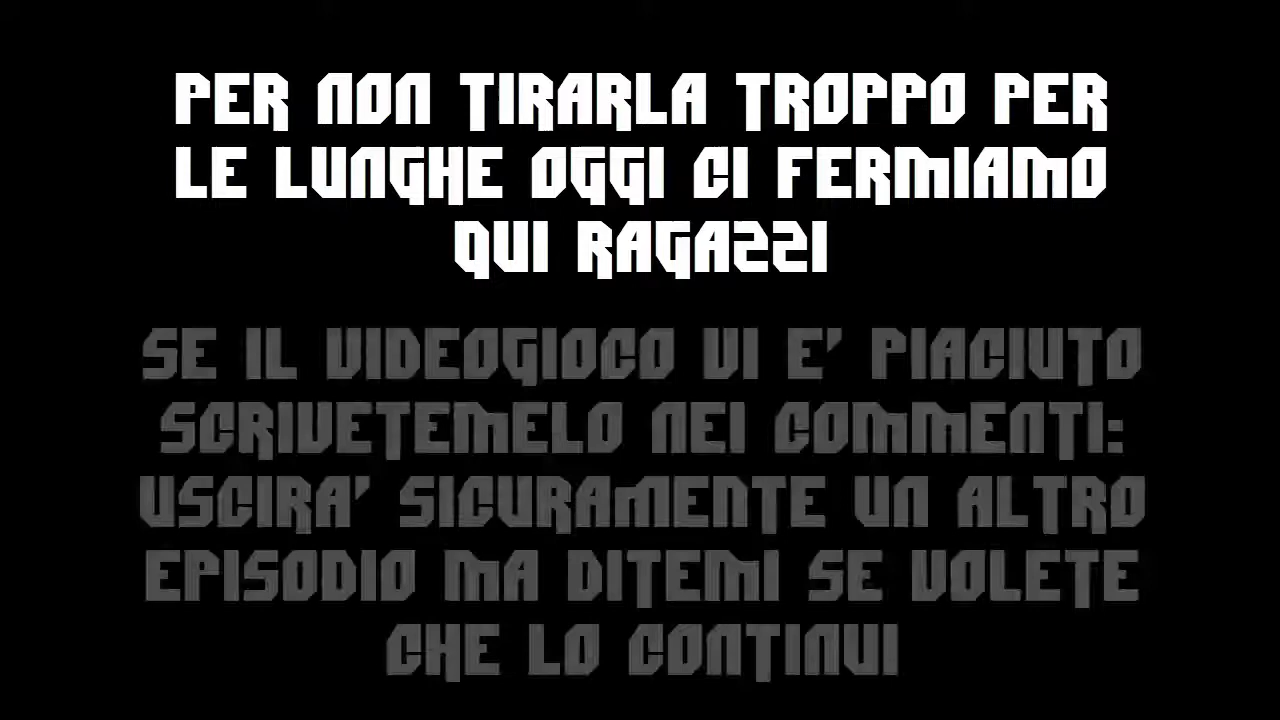 PER NON TIRARLA TROPPO PER
LE LUNGHE OGGI CI FERMIAMO
QUI RAGAZZI
SE IL VIDEOGIOCO VI E' PIACIUTO
SCRIVETEMELO NEI COMMENTI:
USCIRA' SICURAMENTE UN ALTRO
EPISODIO MA DITEMI SE VOLETE
CHE LO CONTINUI